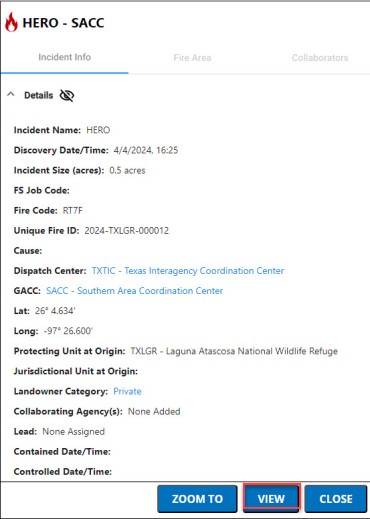 HERO - SACC
Incident Info Fire Area Collaborators
Details
Incident Name: HERO
Discovery Date/Time: 4/4/2024, 16:25
Incident Size (acres): 0.5 acres
FS Job Code:
Fire Code: RT7F
Unique Fire ID: 2024-TXLGR-000012
Cause:
Dispatch Center: TXTIC - Texas Interagency Coordination Center
GACC: SACC - Southern Area Coordination Center
Lat: 26° 4.634'
Long: -97° 26.600'
Protecting Unit at Origin: TXLGR - Laguna Atascosa National Wildlife Refuge
Jurisdictional Unit at Origin:
Landowner Category: Private
Collaborating Agency(s): None Added
Lead: None Assigned
Contained Date/Time:
Controlled Date/Time:
ZOOM TO VIEW CLOSE